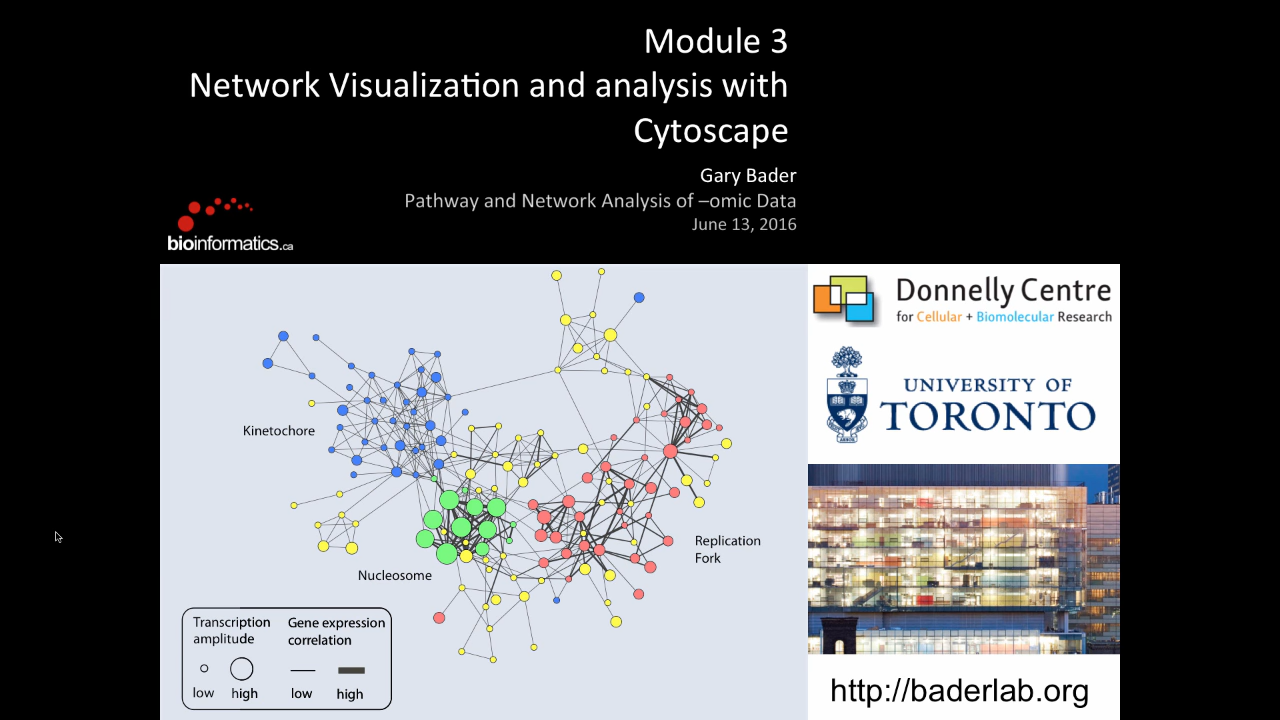 Module 3
Network Visualization and analysis with
Cytoscape
Gary Bader
Pathway and Network Analysis of –omic Data
June 13, 2016
bioinformatics.ca
Donnelly Centre
for Cellular + Biomolecular Research
UNIVERSITY OF
TORONTO
Kinetochore
Nucleosome
Replication
Fork
Transcription
amplitude
low
high
Gene expression
correlation
low
high
http://baderlab.org